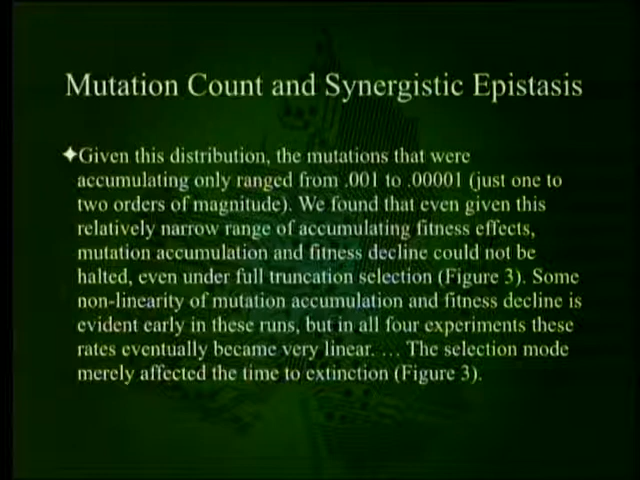 Mutation Count and Synergistic Epistasis
✦Given this distribution, the mutations that were
accumulating only ranged from .001 to .00001 (just one to
two orders of magnitude). We found that even given this
relatively narrow range of accumulating fitness effects,
mutation accumulation and fitness decline could not be
halted, even under full truncation selection (Figure 3). Some
non-linearity of mutation accumulation and fitness decline is
evident early in these runs, but in all four experiments these
rates eventually became very linear. … The selection mode
merely affected the time to extinction (Figure 3).